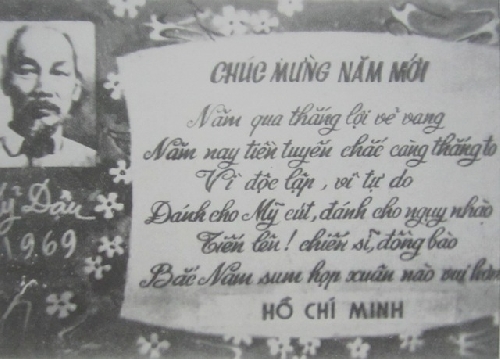 CHÚC MỪNG NĂM MỚI
Năm qua thắng lợi vẻ vang
Năm nay tiền tuyến chắc càng thắng to
Vì độc lập, vì tự do
Đánh cho Mỹ cút, đánh cho ngụy nhào
Tiến lên! chiến sĩ, đồng bào
Bắc Nam sum họp xuân nào vui
HỒ CHÍ MINH
Dậu
1969